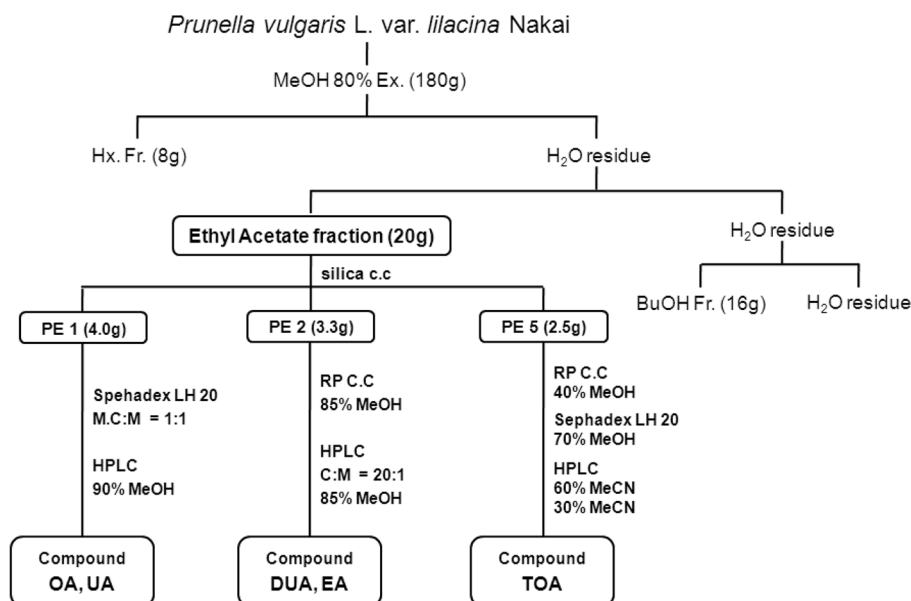 Prunella vulgaris L. var. lilacina Nakai
MeOH 80% Ex. (180g)
Hx. Fr. (8g)
H₂O residue
Ethyl Acetate fraction (20g)
H₂O residue
silica c.c
BuOH Fr. (16g)
H₂O residue
PE 1 (4.0g)
PE 2 (3.3g)
PE 5 (2.5g)
Spehadex LH 20
M.C:M = 1:1
HPLC
90% MeOH
RP C.C
85% MeOH
HPLC
C:M = 20:1
85% MeOH
RP C.C
40% MeOH
Sephadex LH 20
70% MeOH
HPLC
60% MeCN
30% MeCN
Compound
OA, UA
Compound
DUA, EA
Compound
TOA